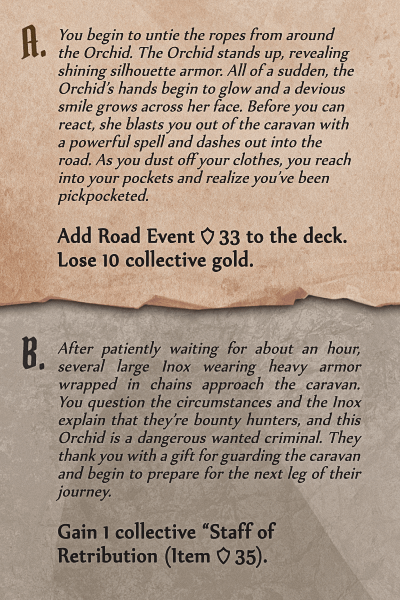 A.
You begin to untie the ropes from around
the Orchid. The Orchid stands up, revealing
shining silhouette armor. All of a sudden, the
Orchid's hands begin to glow and a devious
smile grows across her face. Before you can
react, she blasts you out of the caravan with
a powerful spell and dashes out into the
road. As you dust off your clothes, you reach
into your pockets and realize you've been
pickpocketed.
Add Road Event 33 to the deck.
Lose 10 collective gold.
B.
After patiently waiting for about an hour,
several large Inox wearing heavy armor
wrapped in chains approach the caravan.
You question the circumstances and the Inox
explain that they're bounty hunters, and this
Orchid is a dangerous wanted criminal. They
thank you with a gift for guarding the caravan
and begin to prepare for the next leg of their
journey.
Gain 1 collective “Staff of
Retribution (Item 35).